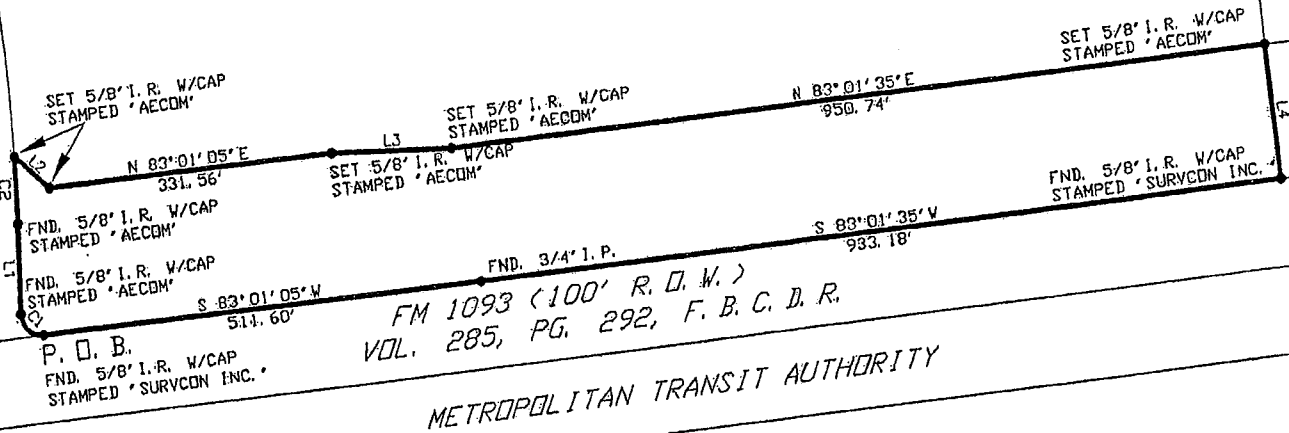 SET 5/8" I. R. W/CAP
STAMPED "AECOM"
SET 5/8" I. R. W/CAP
STAMPED "AECOM"
SET 5/8" I. R. W/CAP
STAMPED "AECOM"
N 83° 01' 35" E
950. 74'
L4
L3
L2
N 83° 01' 05" E
331. 56'
SET 5/8" I. R. W/CAP
STAMPED "AECOM"
C2
FND. 5/8" I. R. W/CAP
STAMPED "AECOM"
FND. 5/8" I. R. W/CAP
STAMPED "SURVCON INC. "
S 83° 01' 35" W
933. 18'
L1
FND. 5/8" I. R. W/CAP
STAMPED "AECOM"
FND. 3/4" I. P.
S 83° 01' 05" W
511. 60'
C1
FM 1093 (100' R. O. W. )
VOL. 285, PG. 292, F. B. C. D. R.
P. O. B.
FND. 5/8" I. R. W/CAP
STAMPED "SURVCON INC. "
METROPOLITAN TRANSIT AUTHORITY